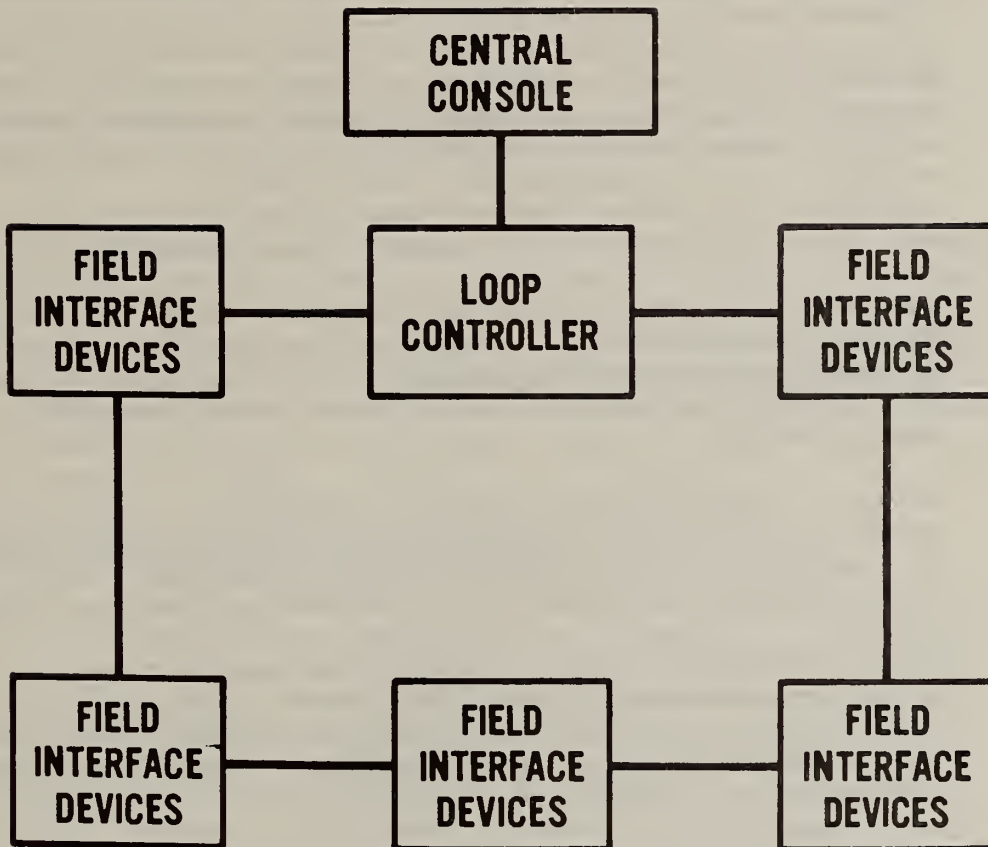 CENTRAL
CONSOLE
FIELD
INTERFACE
DEVICES
LOOP
CONTROLLER
FIELD
INTERFACE
DEVICES
FIELD
INTERFACE
DEVICES
FIELD
INTERFACE
DEVICES
FIELD
INTERFACE
DEVICES